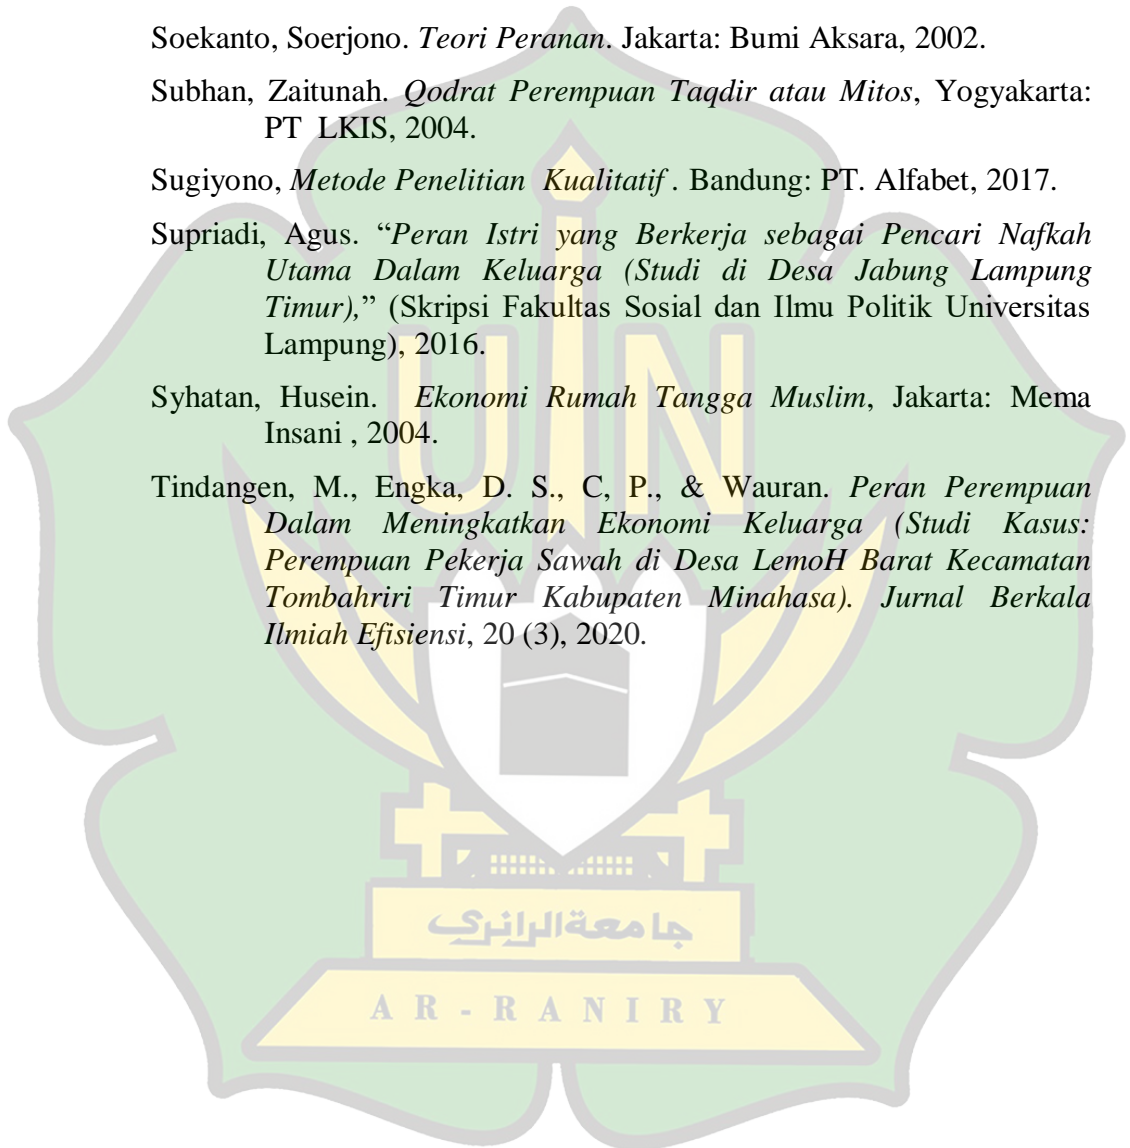 Soekanto, Soerjono. Teori Peranan. Jakarta: Bumi Aksara, 2002.
Subhan, Zaitunah. Qodrat Perempuan Taqdir atau Mitos, Yogyakarta:
PT LKIS, 2004.
Sugiyono, Metode Penelitian Kualitatif . Bandung: PT. Alfabet, 2017.
Supriadi, Agus. “Peran Istri yang Berkerja sebagai Pencari Nafkah
Utama Dalam Keluarga (Studi di Desa Jabung Lampung
Timur),” (Skripsi Fakultas Sosial dan Ilmu Politik Universitas
Lampung), 2016.
Syhatan, Husein. Ekonomi Rumah Tangga Muslim, Jakarta: Mema
Insani , 2004.
Tindangen, M., Engka, D. S., C, P., & Wauran. Peran Perempuan
Dalam Meningkatkan Ekonomi Keluarga (Studi Kasus:
Perempuan Pekerja Sawah di Desa LemoH Barat Kecamatan
Tombahriri Timur Kabupaten Minahasa). Jurnal Berkala
Ilmiah Efisiensi, 20 (3), 2020.
UIN
جامعةالرانري
AR-RANIRY